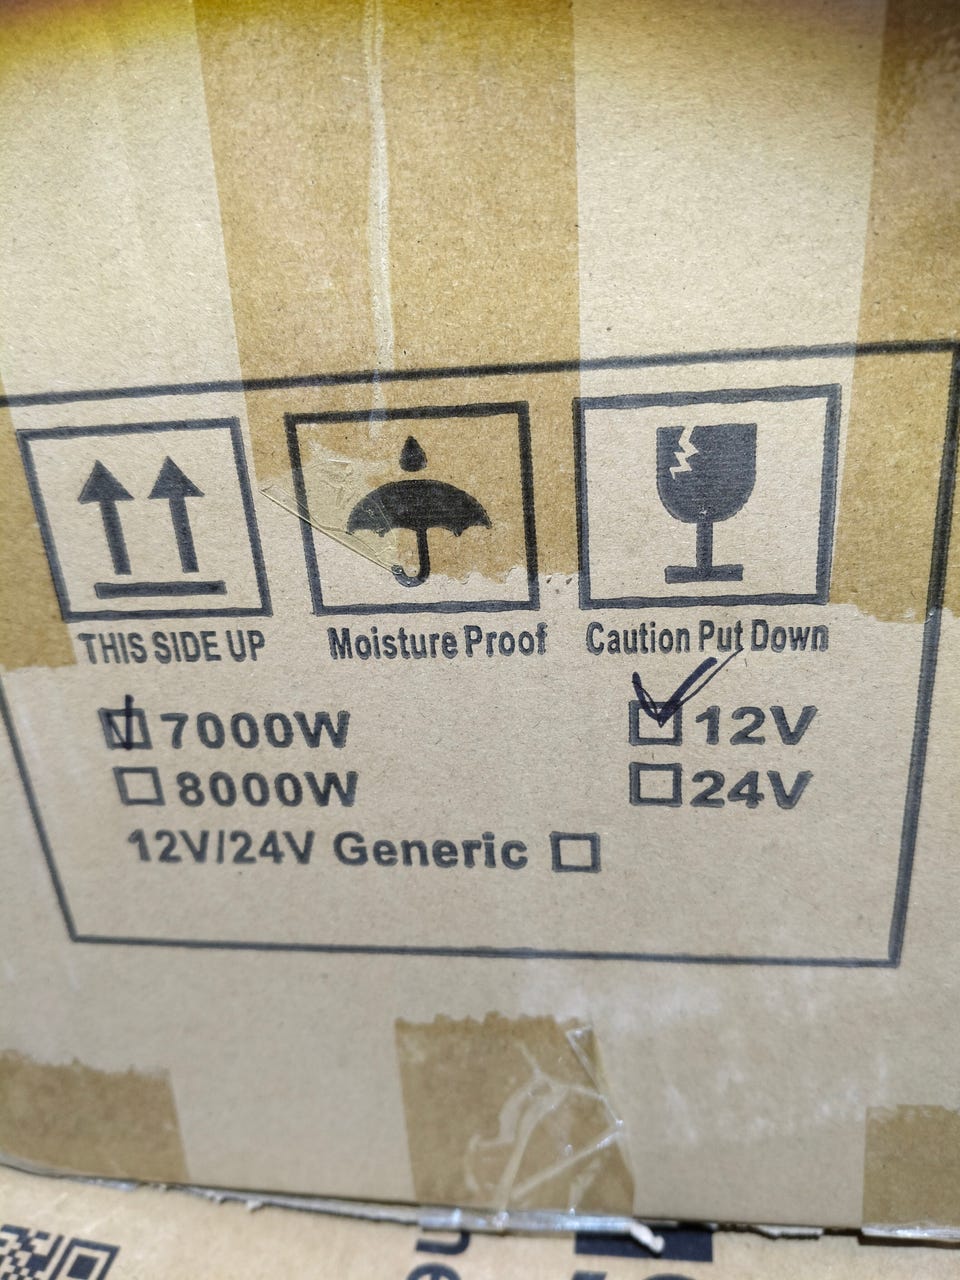 THIS SIDE UP
Moisture Proof
Caution Put Down
7000W
12V
8000W
24V
12V/24V Generic